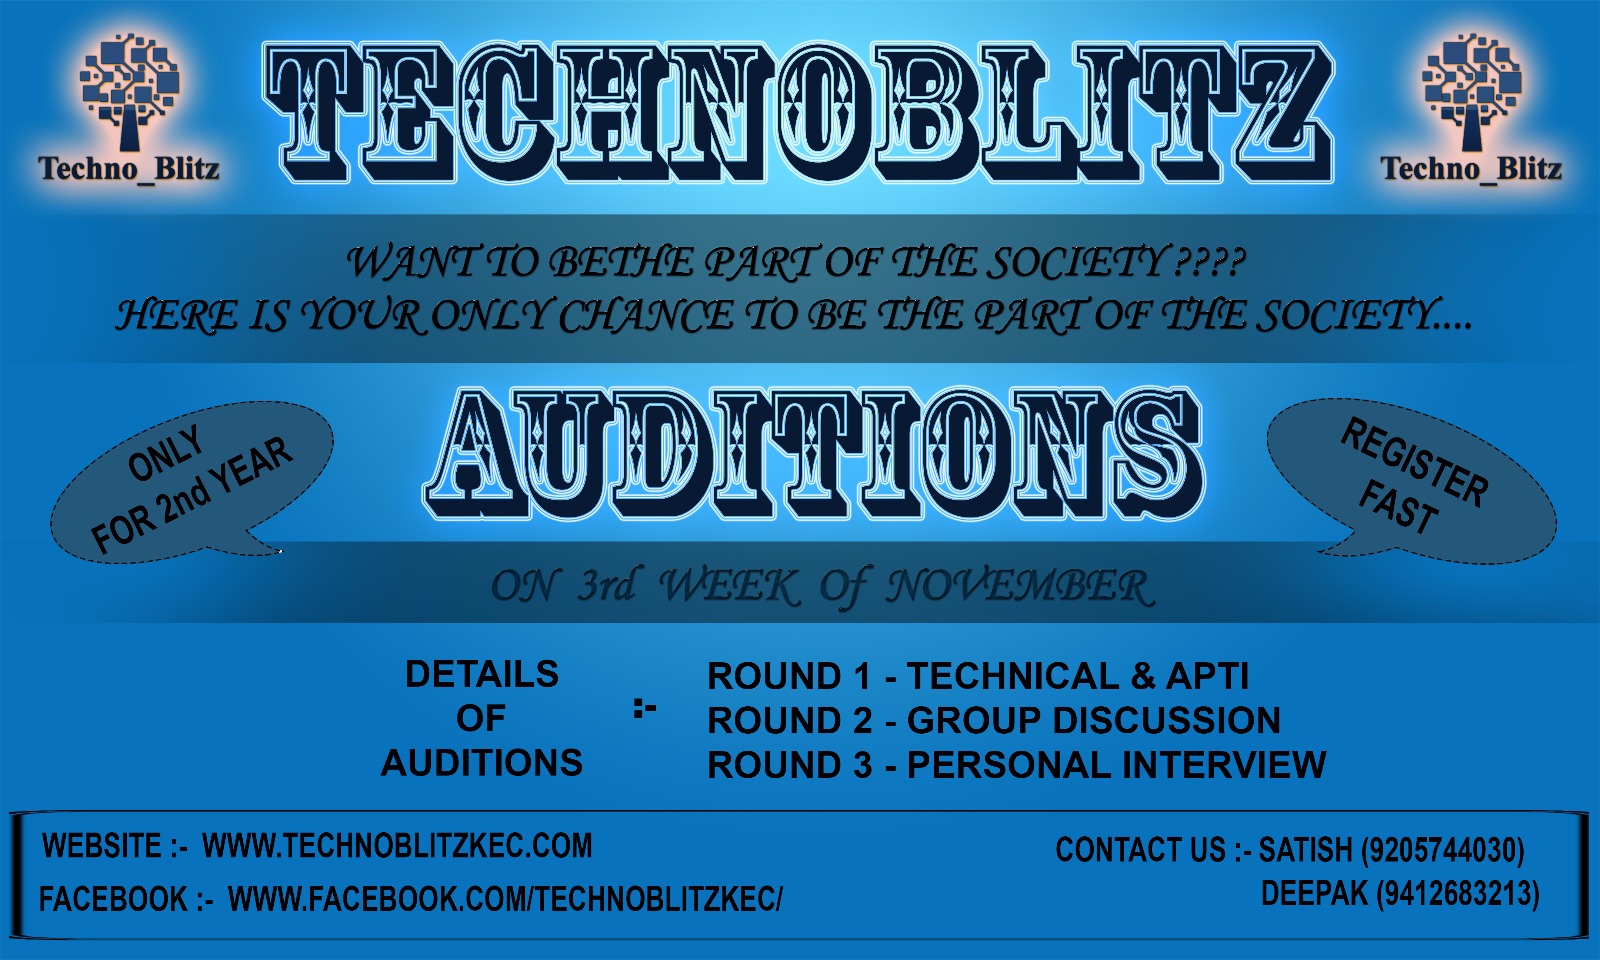 TECHNOBLITZ
Techno_Blitz
Techno_Blitz
WANT TO BETHE PART OF THE SOCIETY ????
HERE IS YOUR ONLY CHANCE TO BE THE PART OF THE SOCIETY....
AUDITIONS
ONLY
FOR 2nd YEAR
REGISTER
FAST
ON 3rd WEEK Of NOVEMBER
DETAILS
OF
AUDITIONS
:-
ROUND 1 - TECHNICAL & APTI
ROUND 2 - GROUP DISCUSSION
ROUND 3 - PERSONAL INTERVIEW
WEBSITE :- WWW.TECHNOBLITZKEC.COM
FACEBOOK :- WWW.FACEBOOK.COM/TECHNOBLITZKEC/
CONTACT US :- SATISH (9205744030)
DEEPAK (9412683213)